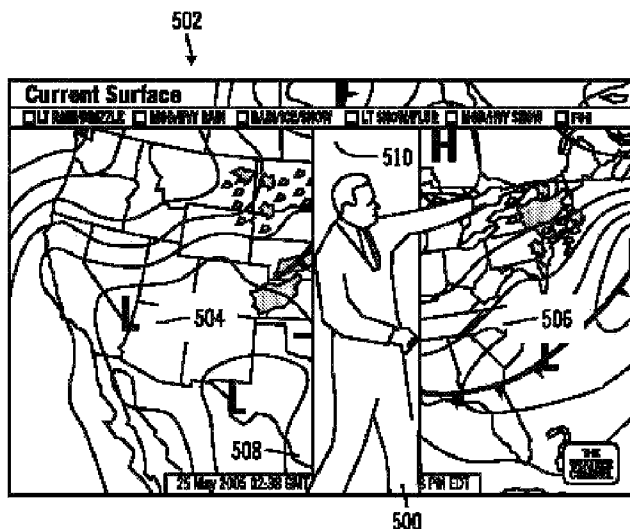 502
Current Surface
LT RAIN/DRIZZLE MOD/HVY RAIN RAIN/ICE/SNOW LT SNOW/FLUR MOD/HVY SNOW
510
H
504
506
L
L
L
508
25 May 2005 02:38 GMT
PM EDT
THE WEATHER CHANNEL
500